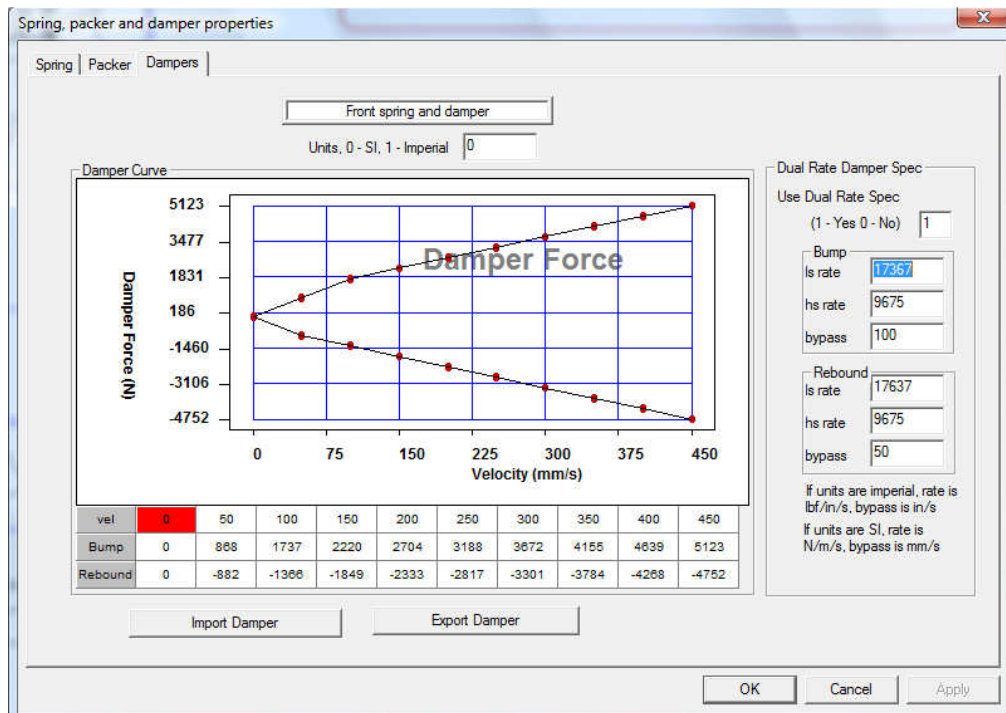 Spring, packer and damper properties
Spring Packer Dampers
Front spring and damper
Units, 0 - SI, 1 - Imperial 0
Damper Curve
Damper Force
Damper Force (N)
5123
3477
1831
186
-1460
-3106
-4752
0 75 150 225 300 375 450
Velocity (mm/s)
vel 0 50 100 150 200 250 300 350 400 450
Bump 0 868 1737 2220 2704 3188 3672 4155 4639 5123
Rebound 0 -882 -1366 -1849 -2333 -2817 -3301 -3784 -4268 -4752
Import Damper Export Damper
Dual Rate Damper Spec
Use Dual Rate Spec
(1 - Yes 0 - No) 1
Bump
ls rate 17367
hs rate 9675
bypass 100
Rebound
ls rate 17637
hs rate 9675
bypass 50
If units are imperial, rate is
lbf/in/s, bypass is in/s
If units are SI, rate is
N/m/s, bypass is mm/s
OK Cancel Apply